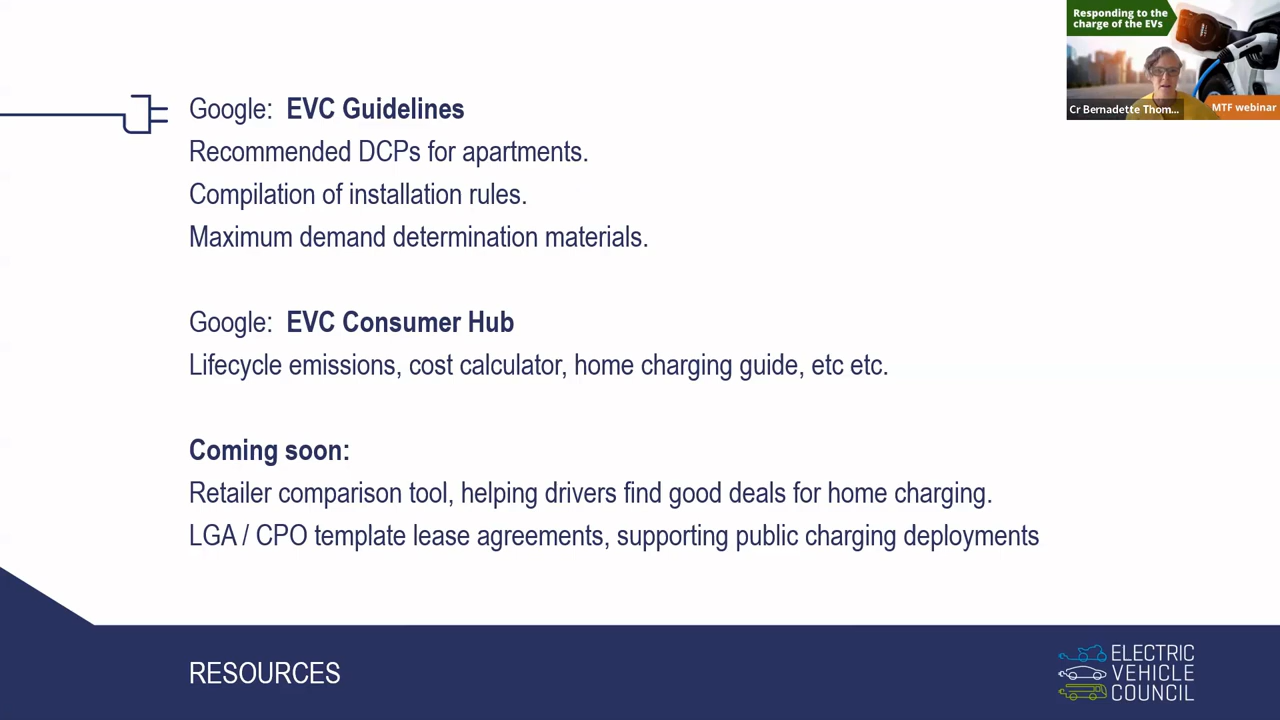 Responding to the
charge of the EVs
Cr Bernadette Thom...
MTF webinar
Google: EVC Guidelines
Recommended DCPs for apartments.
Compilation of installation rules.
Maximum demand determination materials.
Google: EVC Consumer Hub
Lifecycle emissions, cost calculator, home charging guide, etc etc.
Coming soon:
Retailer comparison tool, helping drivers find good deals for home charging.
LGA / CPO template lease agreements, supporting public charging deployments
RESOURCES
ELECTRIC
VEHICLE
COUNCIL